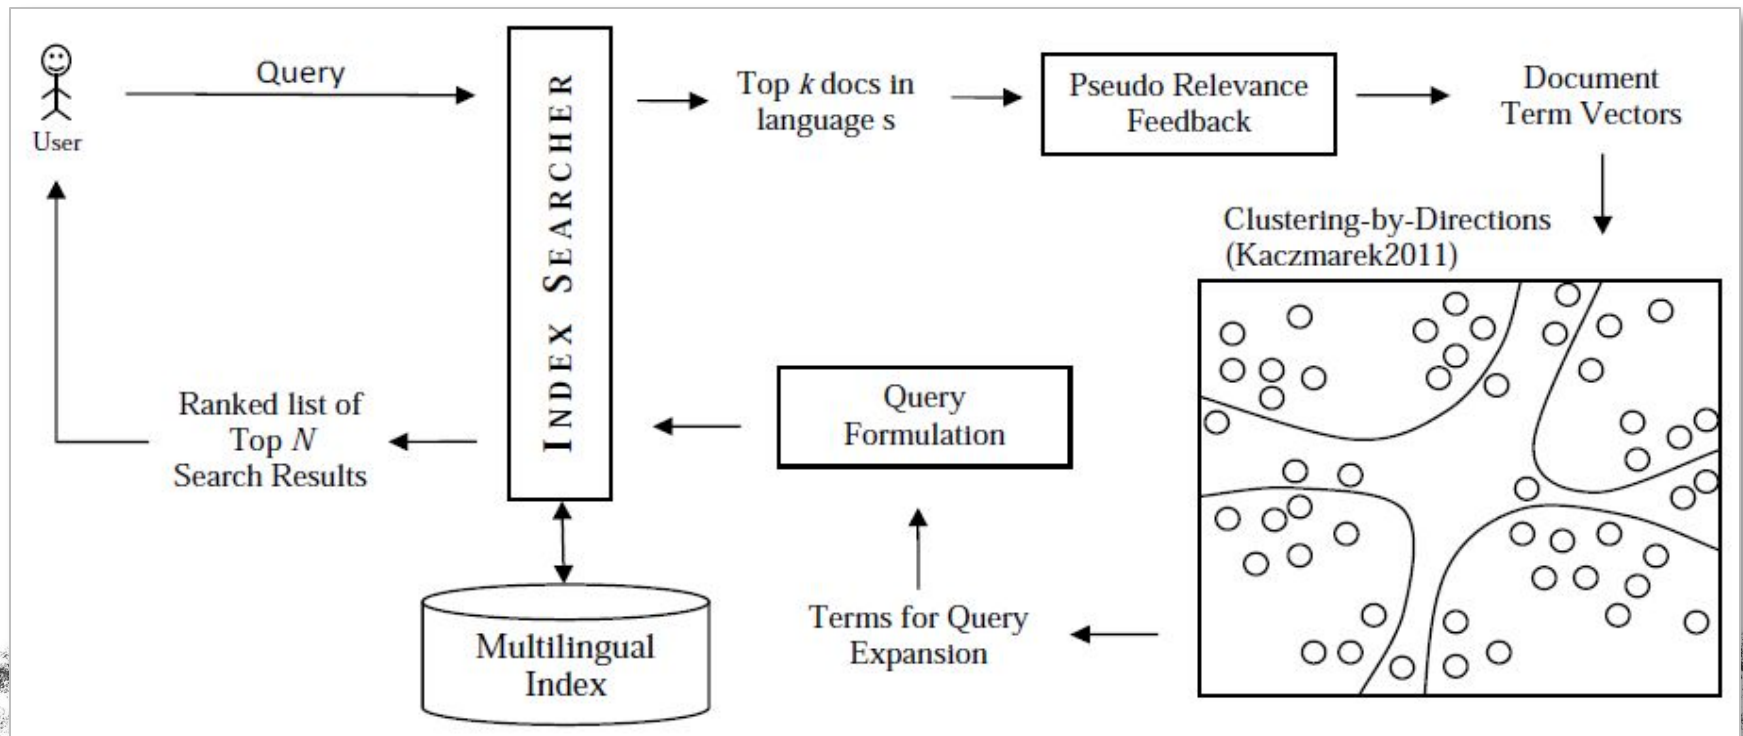 Query
User
INDEX SEARCHER
Top k docs in
language s
Pseudo Relevance
Feedback
Document
Term Vectors
Clustering-by-Directions
(Kaczmarek2011)
Ranked list of
Top N
Search Results
Query
Formulation
Terms for Query
Expansion
Multilingual
Index